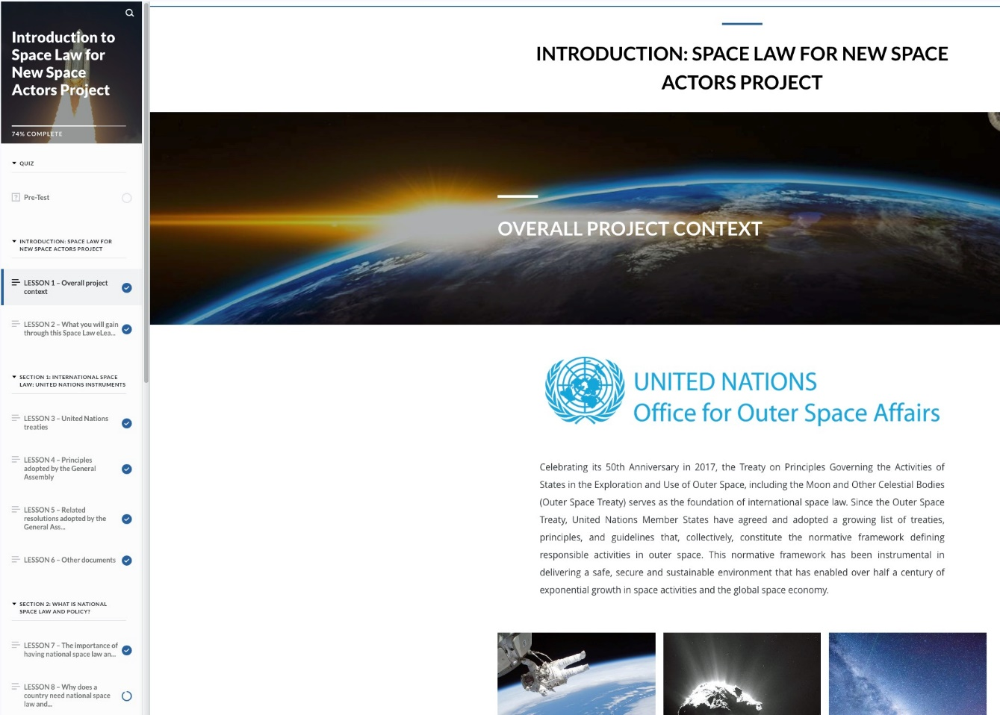 Introduction to
Space Law for
New Space
Actors Project
74% COMPLETE
QUIZ
Pre-Test
INTRODUCTION: SPACE LAW FOR
NEW SPACE ACTORS PROJECT
LESSON 1 – Overall project
context
LESSON 2 – What you will gain
through this Space Law eLea...
SECTION 1: INTERNATIONAL SPACE
LAW: UNITED NATIONS INSTRUMENTS
LESSON 3 – United Nations
treaties
LESSON 4 – Principles
adopted by the General
Assembly
LESSON 5 – Related
resolutions adopted by the
General Ass...
LESSON 6 – Other documents
SECTION 2: WHAT IS NATIONAL
SPACE LAW AND POLICY?
LESSON 7 – The importance of
having national space law an...
LESSON 8 – Why does a
country need national space
law and...
INTRODUCTION: SPACE LAW FOR NEW SPACE
ACTORS PROJECT
OVERALL PROJECT CONTEXT
UNITED NATIONS
Office for Outer Space Affairs
Celebrating its 50th Anniversary in 2017, the Treaty on Principles Governing the Activities of
States in the Exploration and Use of Outer Space, including the Moon and Other Celestial Bodies
(Outer Space Treaty) serves as the foundation of international space law. Since the Outer Space
Treaty, United Nations Member States have agreed and adopted a growing list of treaties,
principles, and guidelines that, collectively, constitute the normative framework defining
responsible activities in outer space. This normative framework has been instrumental in
delivering a safe, secure and sustainable environment that has enabled over half a century of
exponential growth in space activities and the global space economy.